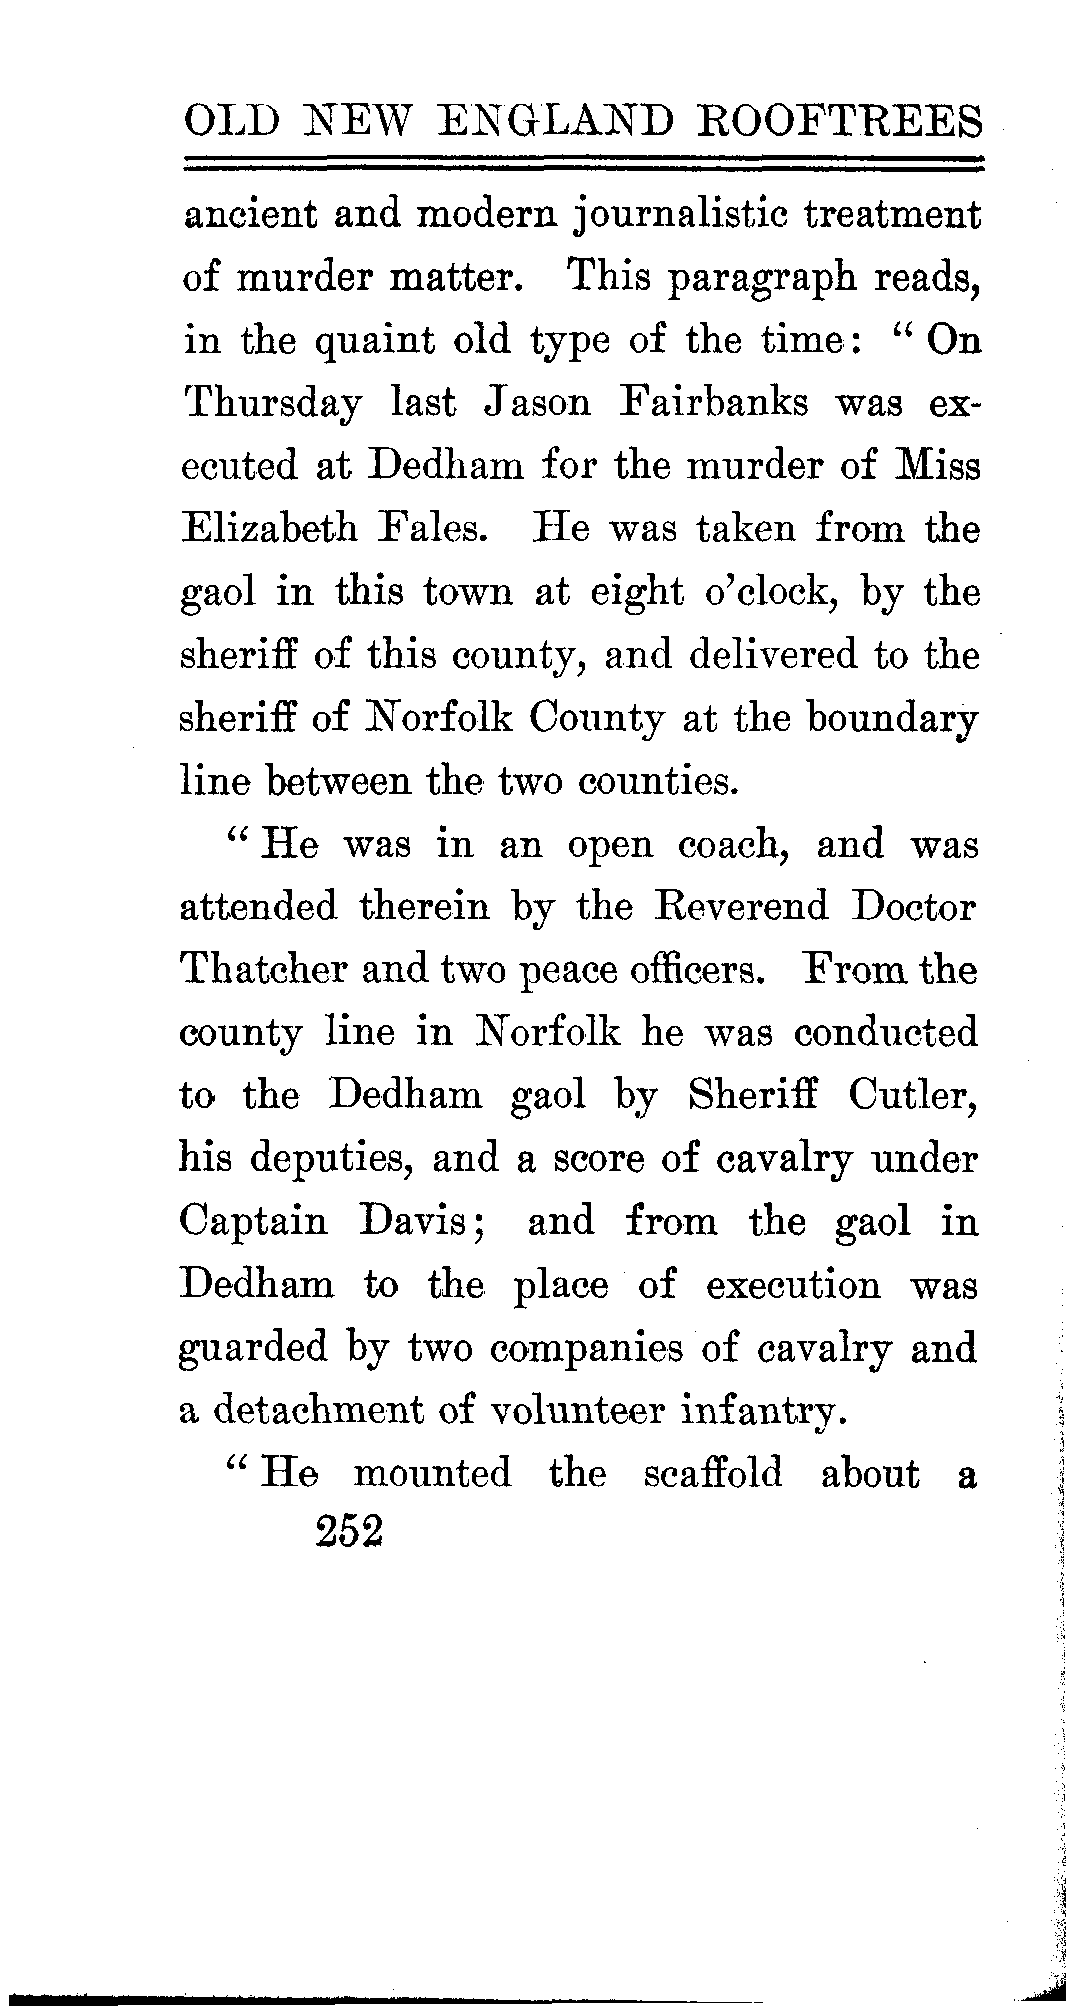 OLD NEW ENGLAND ROOFTREES
ancient and modern journalistic treatment
of murder matter. This paragraph reads,
in the quaint old type of the time: " On
Thursday last Jason Fairbanks was ex-
ecuted at Dedham for the murder of Miss
Elizabeth Fales. He was taken from the
gaol in this town at eight o'clock, by the
sheriff of this county, and delivered to the
sheriff of Norfolk County at the boundary
line between the two counties.
" He was in an open coach, and was
attended therein by the Reverend Doctor
Thatcher and two peace officers. From the
county line in Norfolk he was conducted
to the Dedham gaol by Sheriff Cutler,
his deputies, and a score of cavalry under
Captain Davis; and from the gaol in
Dedham to the place of execution was
guarded by two companies of cavalry and
a detachment of volunteer infantry.
" He mounted the scaffold about a
252